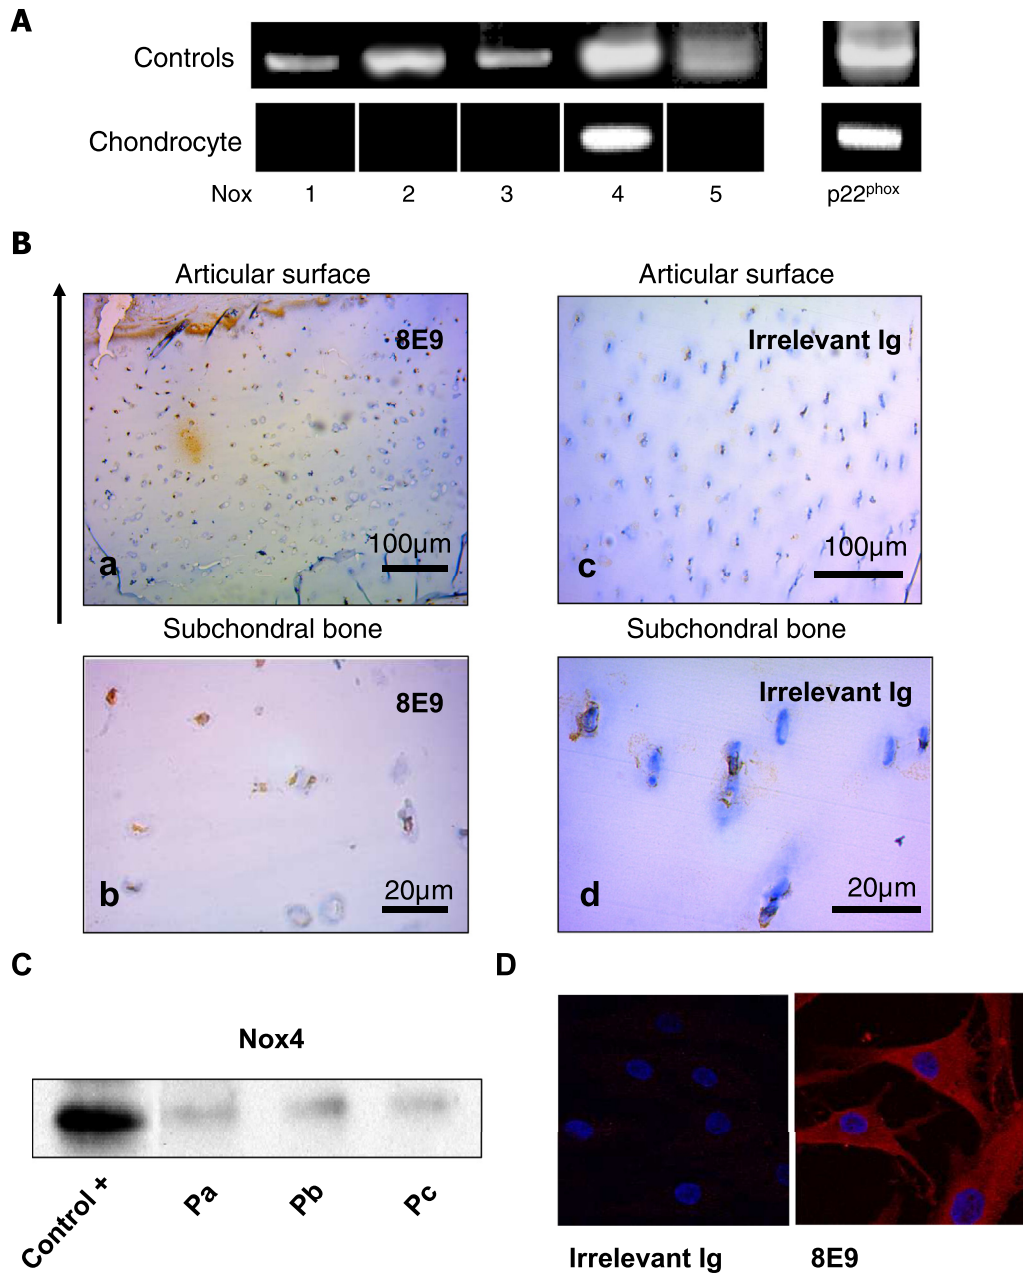 A
Controls
Chondrocyte
Nox 1 2 3 4 5 p22phox
B
Articular surface Articular surface
8E9 Irrelevant Ig
100µm 100µm
a c
Subchondral bone Subchondral bone
8E9 Irrelevant Ig
20µm 20µm
b d
C D
Nox4
Control + Pa Pb Pc
Irrelevant Ig 8E9